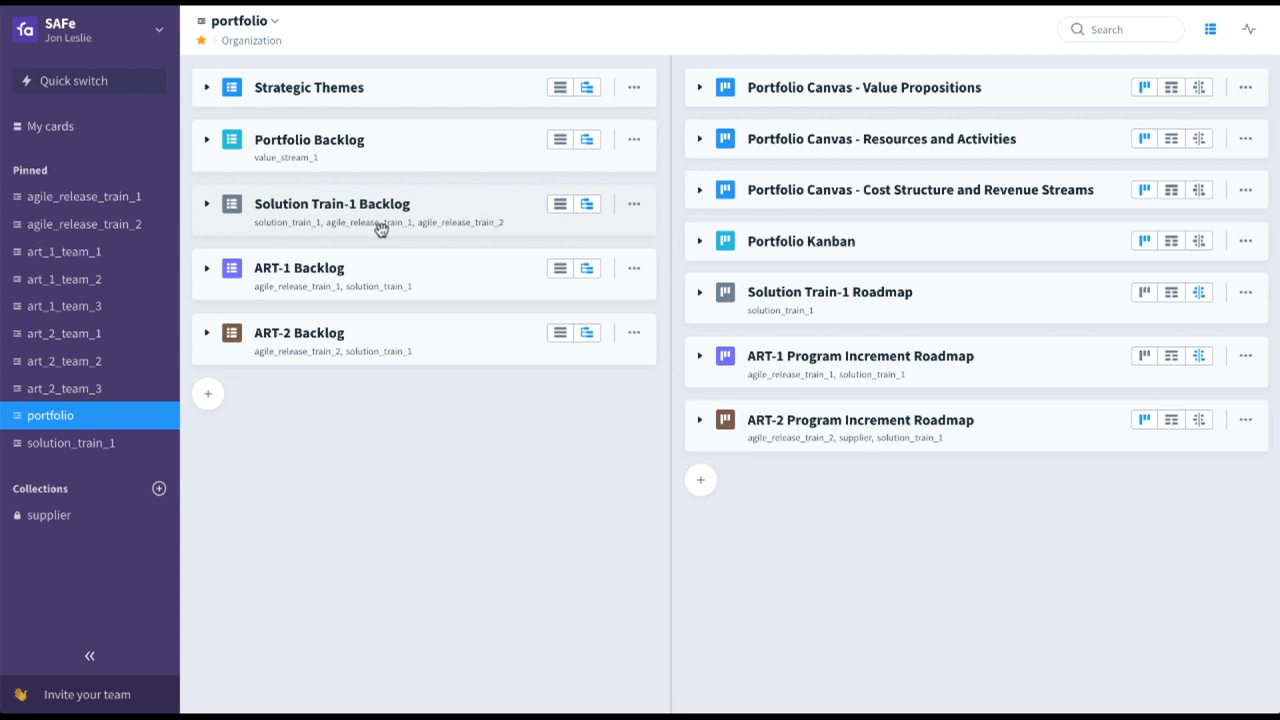 SAFe
Jon Leslie
Quick switch
My cards
Pinned
agile_release_train_1
agile_release_train_2
art_1_team_1
art_1_team_2
art_1_team_3
art_2_team_1
art_2_team_2
art_2_team_3
portfolio
solution_train_1
Collections
supplier
Invite your team
portfolio
Organization
Search
Strategic Themes
Portfolio Backlog
value_stream_1
Solution Train-1 Backlog
solution_train_1, agile_release_train_1, agile_release_train_2
ART-1 Backlog
agile_release_train_1, solution_train_1
ART-2 Backlog
agile_release_train_2, solution_train_1
Portfolio Canvas - Value Propositions
Portfolio Canvas - Resources and Activities
Portfolio Canvas - Cost Structure and Revenue Streams
Portfolio Kanban
Solution Train-1 Roadmap
solution_train_1
ART-1 Program Increment Roadmap
agile_release_train_1, solution_train_1
ART-2 Program Increment Roadmap
agile_release_train_2, supplier, solution_train_1